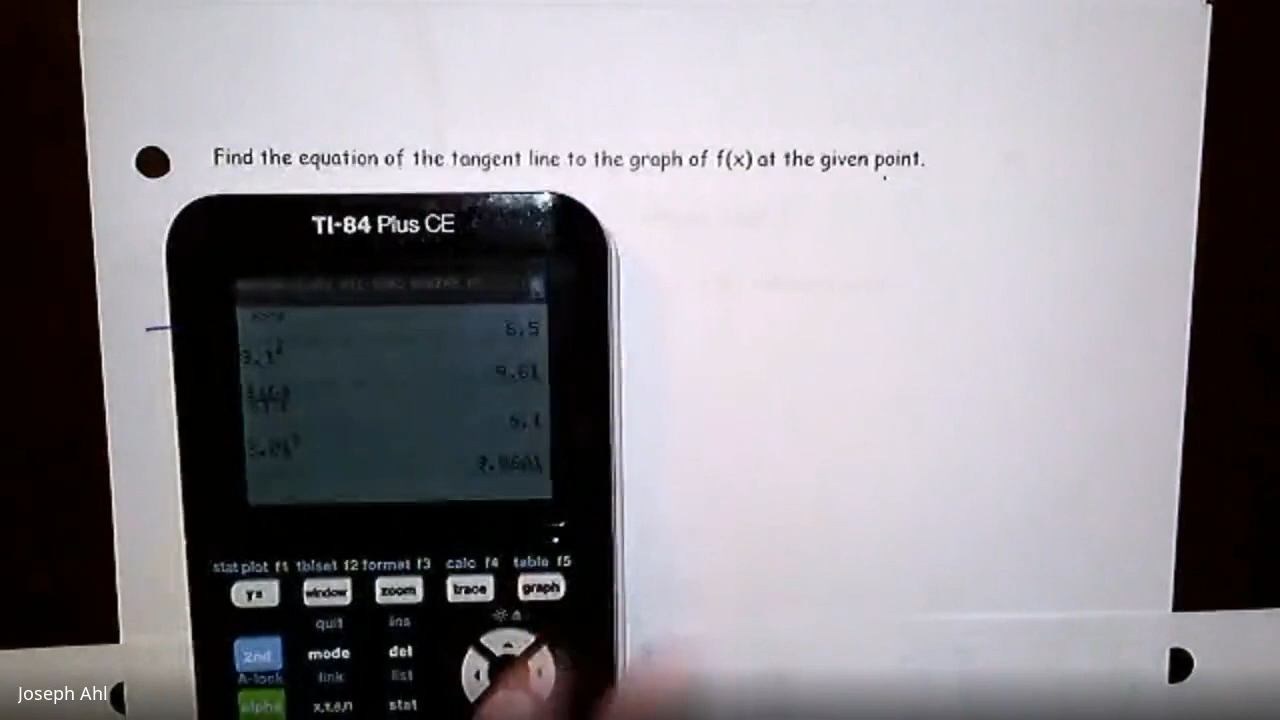 Find the equation of the tangent line to the graph of f(x) at the given point.
TI-84 Plus CE
6.5
3.1²
9.61
6.1
stat plot f1 tblset f2 format f3 calc f4 table f5
y= window zoom trace graph
quit ins
2nd mode del
A-lock link list
alpha x,t,θ,n stat
Joseph Ahl